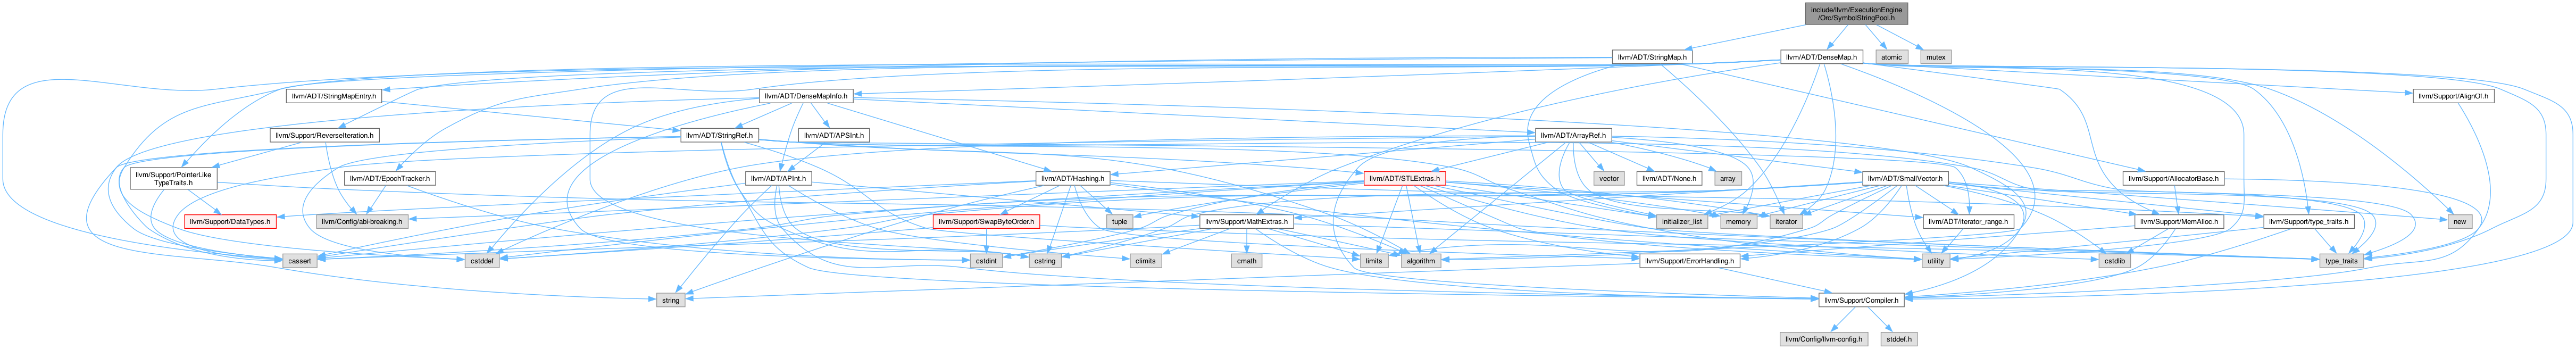 include/llvm/ExecutionEngine
/Orc/SymbolStringPool.h
llvm/ADT/StringMap.h
llvm/ADT/DenseMap.h
atomic
mutex
llvm/ADT/StringMapEntry.h
llvm/ADT/DenseMapInfo.h
llvm/Support/AlignOf.h
llvm/Support/ReverseIteration.h
llvm/ADT/StringRef.h
llvm/ADT/APSInt.h
llvm/ADT/ArrayRef.h
llvm/Support/PointerLike
TypeTraits.h
llvm/ADT/EpochTracker.h
llvm/ADT/APInt.h
llvm/ADT/Hashing.h
llvm/ADT/STLExtras.h
vector
llvm/ADT/None.h
array
llvm/ADT/SmallVector.h
llvm/Support/AllocatorBase.h
llvm/Support/DataTypes.h
llvm/Config/abi-breaking.h
tuple
llvm/Support/SwapByteOrder.h
llvm/Support/MathExtras.h
initializer_list
memory
iterator
llvm/ADT/iterator_range.h
llvm/Support/MemAlloc.h
llvm/Support/type_traits.h
new
cassert
cstddef
cstdint
cstring
climits
cmath
limits
algorithm
llvm/Support/ErrorHandling.h
utility
cstdlib
type_traits
string
llvm/Support/Compiler.h
llvm/Config/llvm-config.h
stddef.h